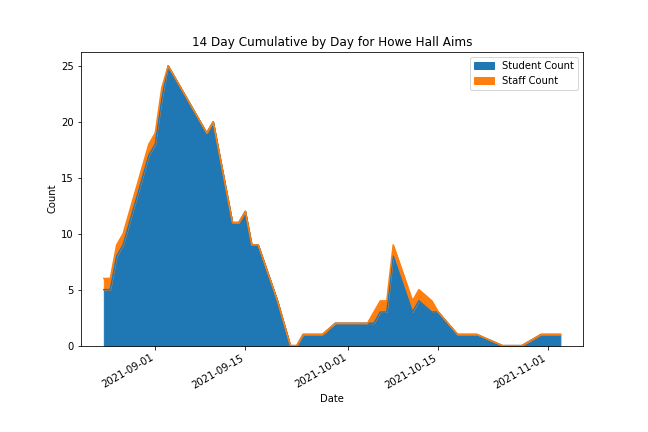 14 Day Cumulative by Day for Howe Hall Aims
Student Count
Staff Count
25
20
15
10
5
0
Count
2021-09-01
2021-09-15
2021-10-01
2021-10-15
2021-11-01
Date